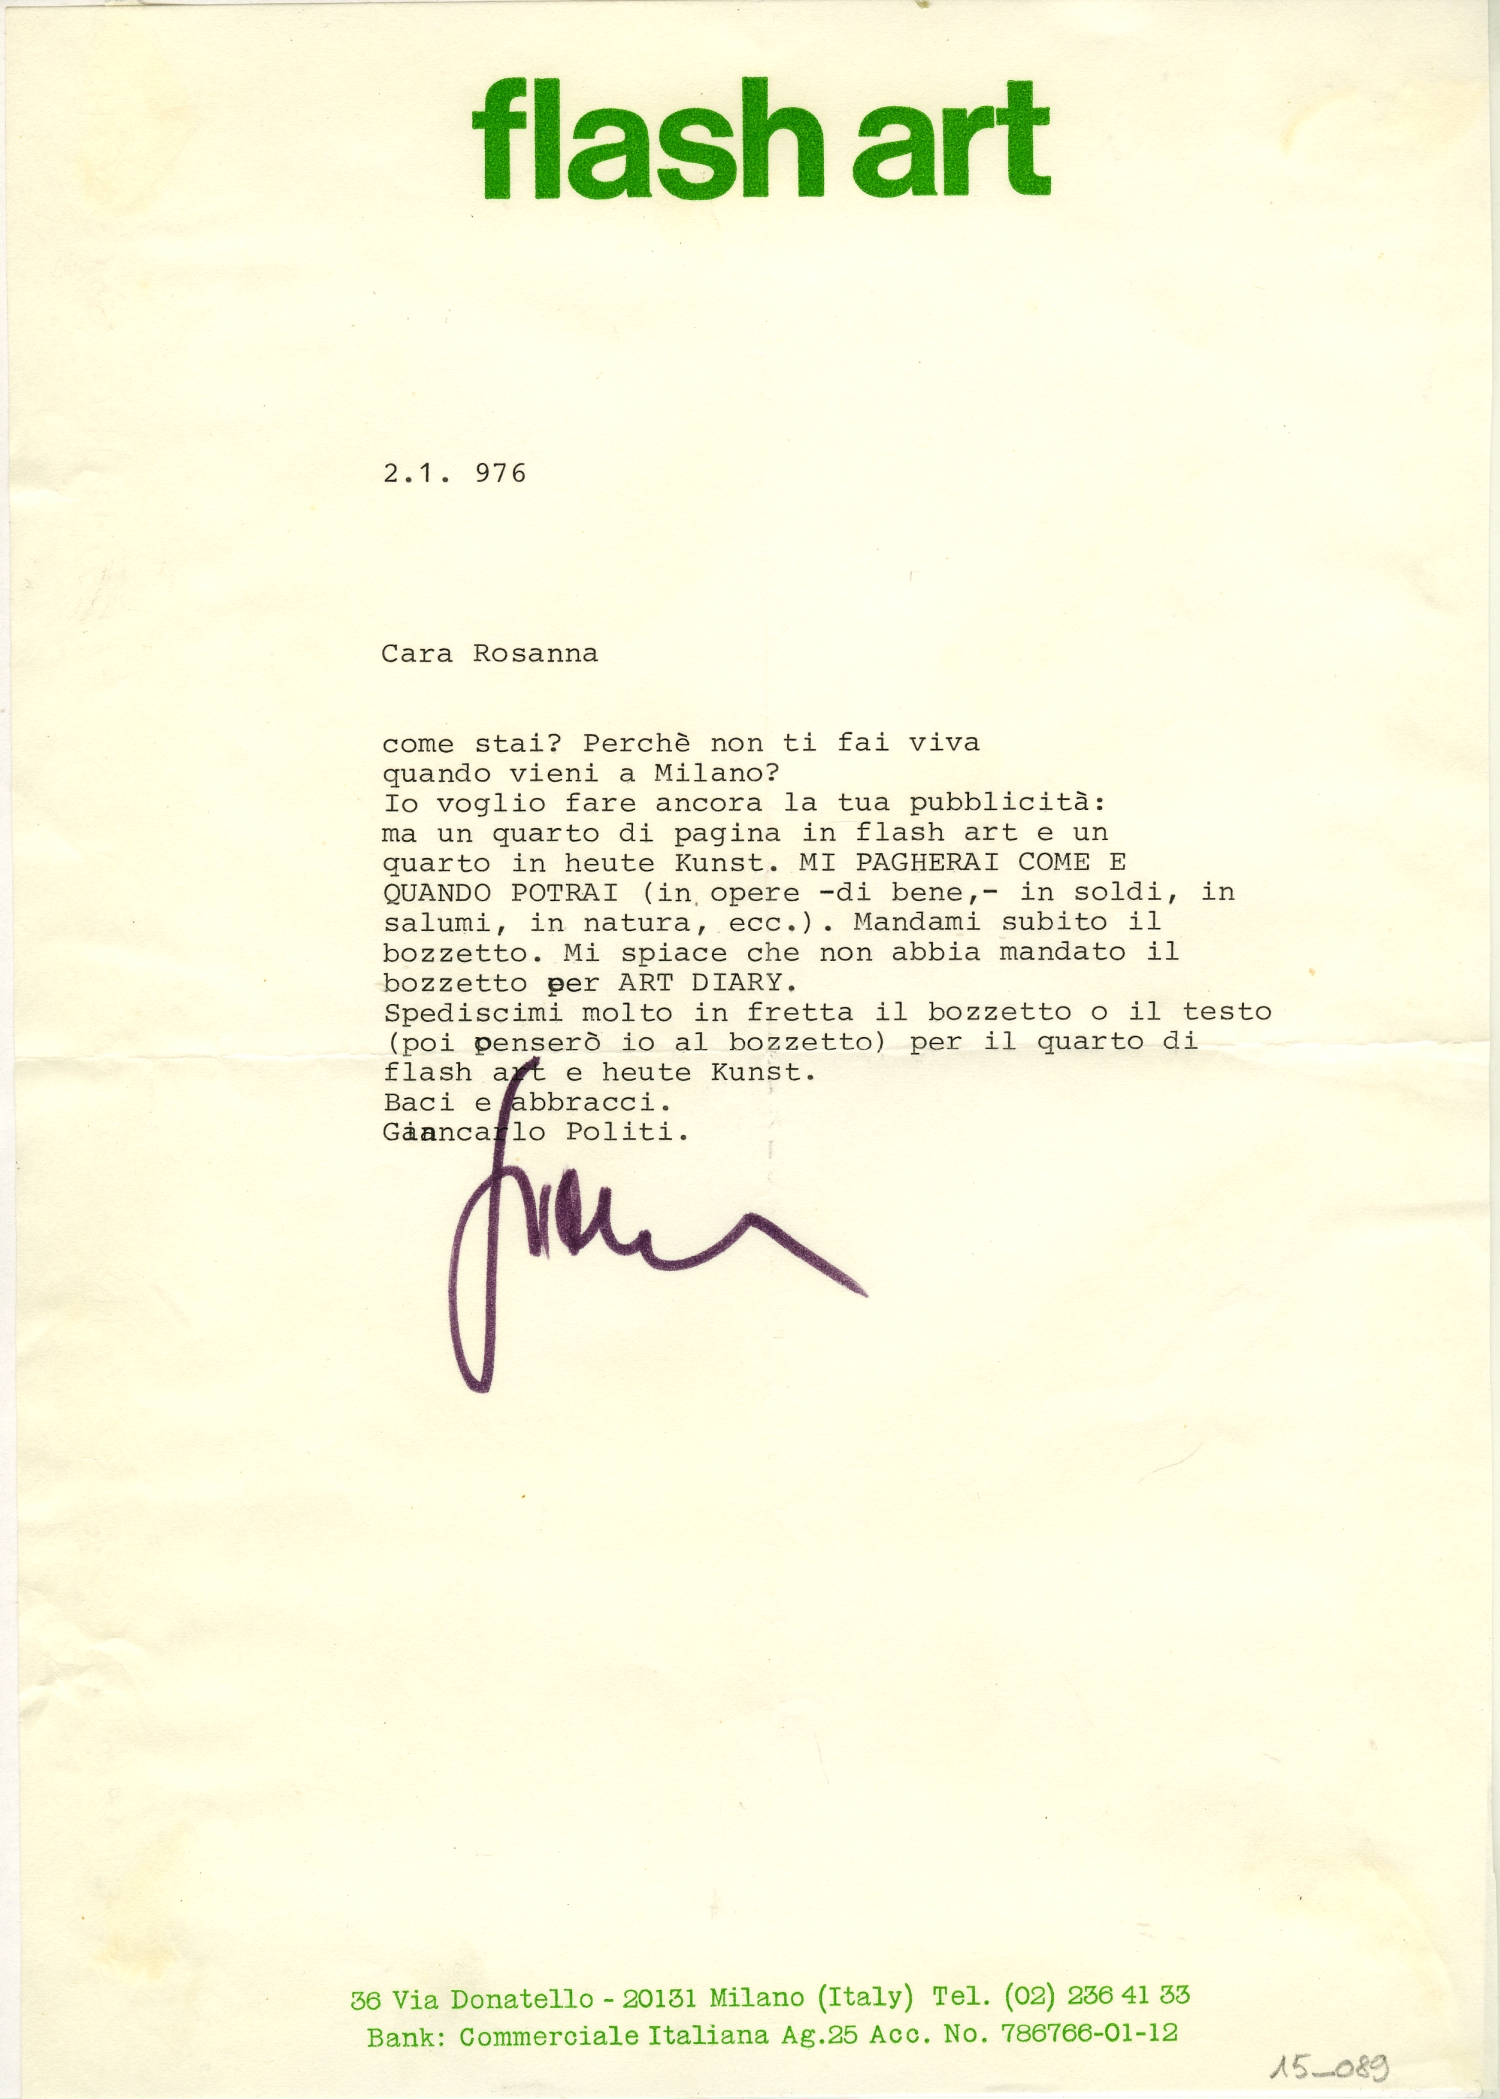 flash art
2.1. 976
Cara Rosanna
come stai? Perchè non ti fai viva
quando vieni a Milano?
Io voglio fare ancora la tua pubblicità:
ma un quarto di pagina in flash art e un
quarto in heute Kunst. MI PAGHERAI COME E
QUANDO POTRAI (in opere -di bene,- in soldi, in
salumi, in natura, ecc.). Mandami subito il
bozzetto. Mi spiace che non abbia mandato il
bozzetto per ART DIARY.
Spediscimi molto in fretta il bozzetto o il testo
(poi penserò io al bozzetto) per il quarto di
flash art e heute Kunst.
Baci e abbracci.
Giancarlo Politi.
36 Via Donatello - 20131 Milano (Italy) Tel. (02) 236 41 33
Bank: Commerciale Italiana Ag.25 Acc. No. 786766-01-12
15_089